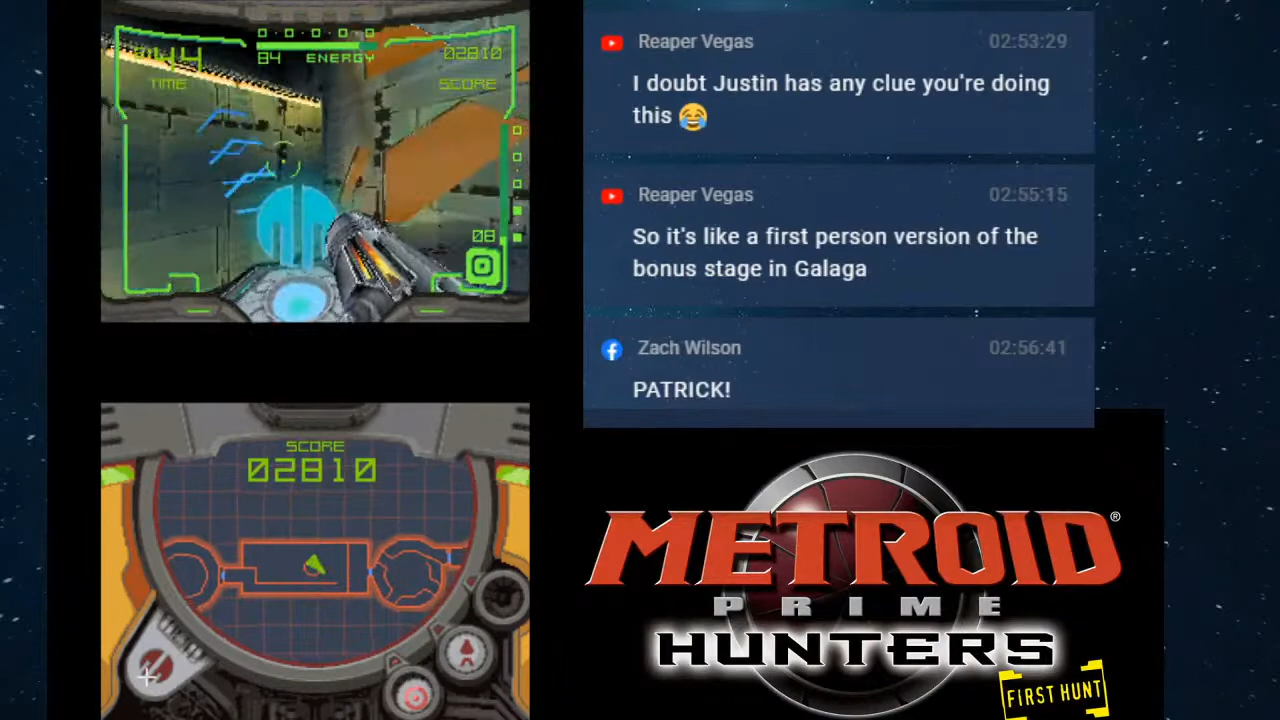 84 ENERGY
02810
TIME
SCORE
08
SCORE
02810
Reaper Vegas 02:53:29
I doubt Justin has any clue you're doing
this 😂
Reaper Vegas 02:55:15
So it's like a first person version of the
bonus stage in Galaga
Zach Wilson 02:56:41
PATRICK!
METROID®
PRIME
HUNTERS
FIRST HUNT